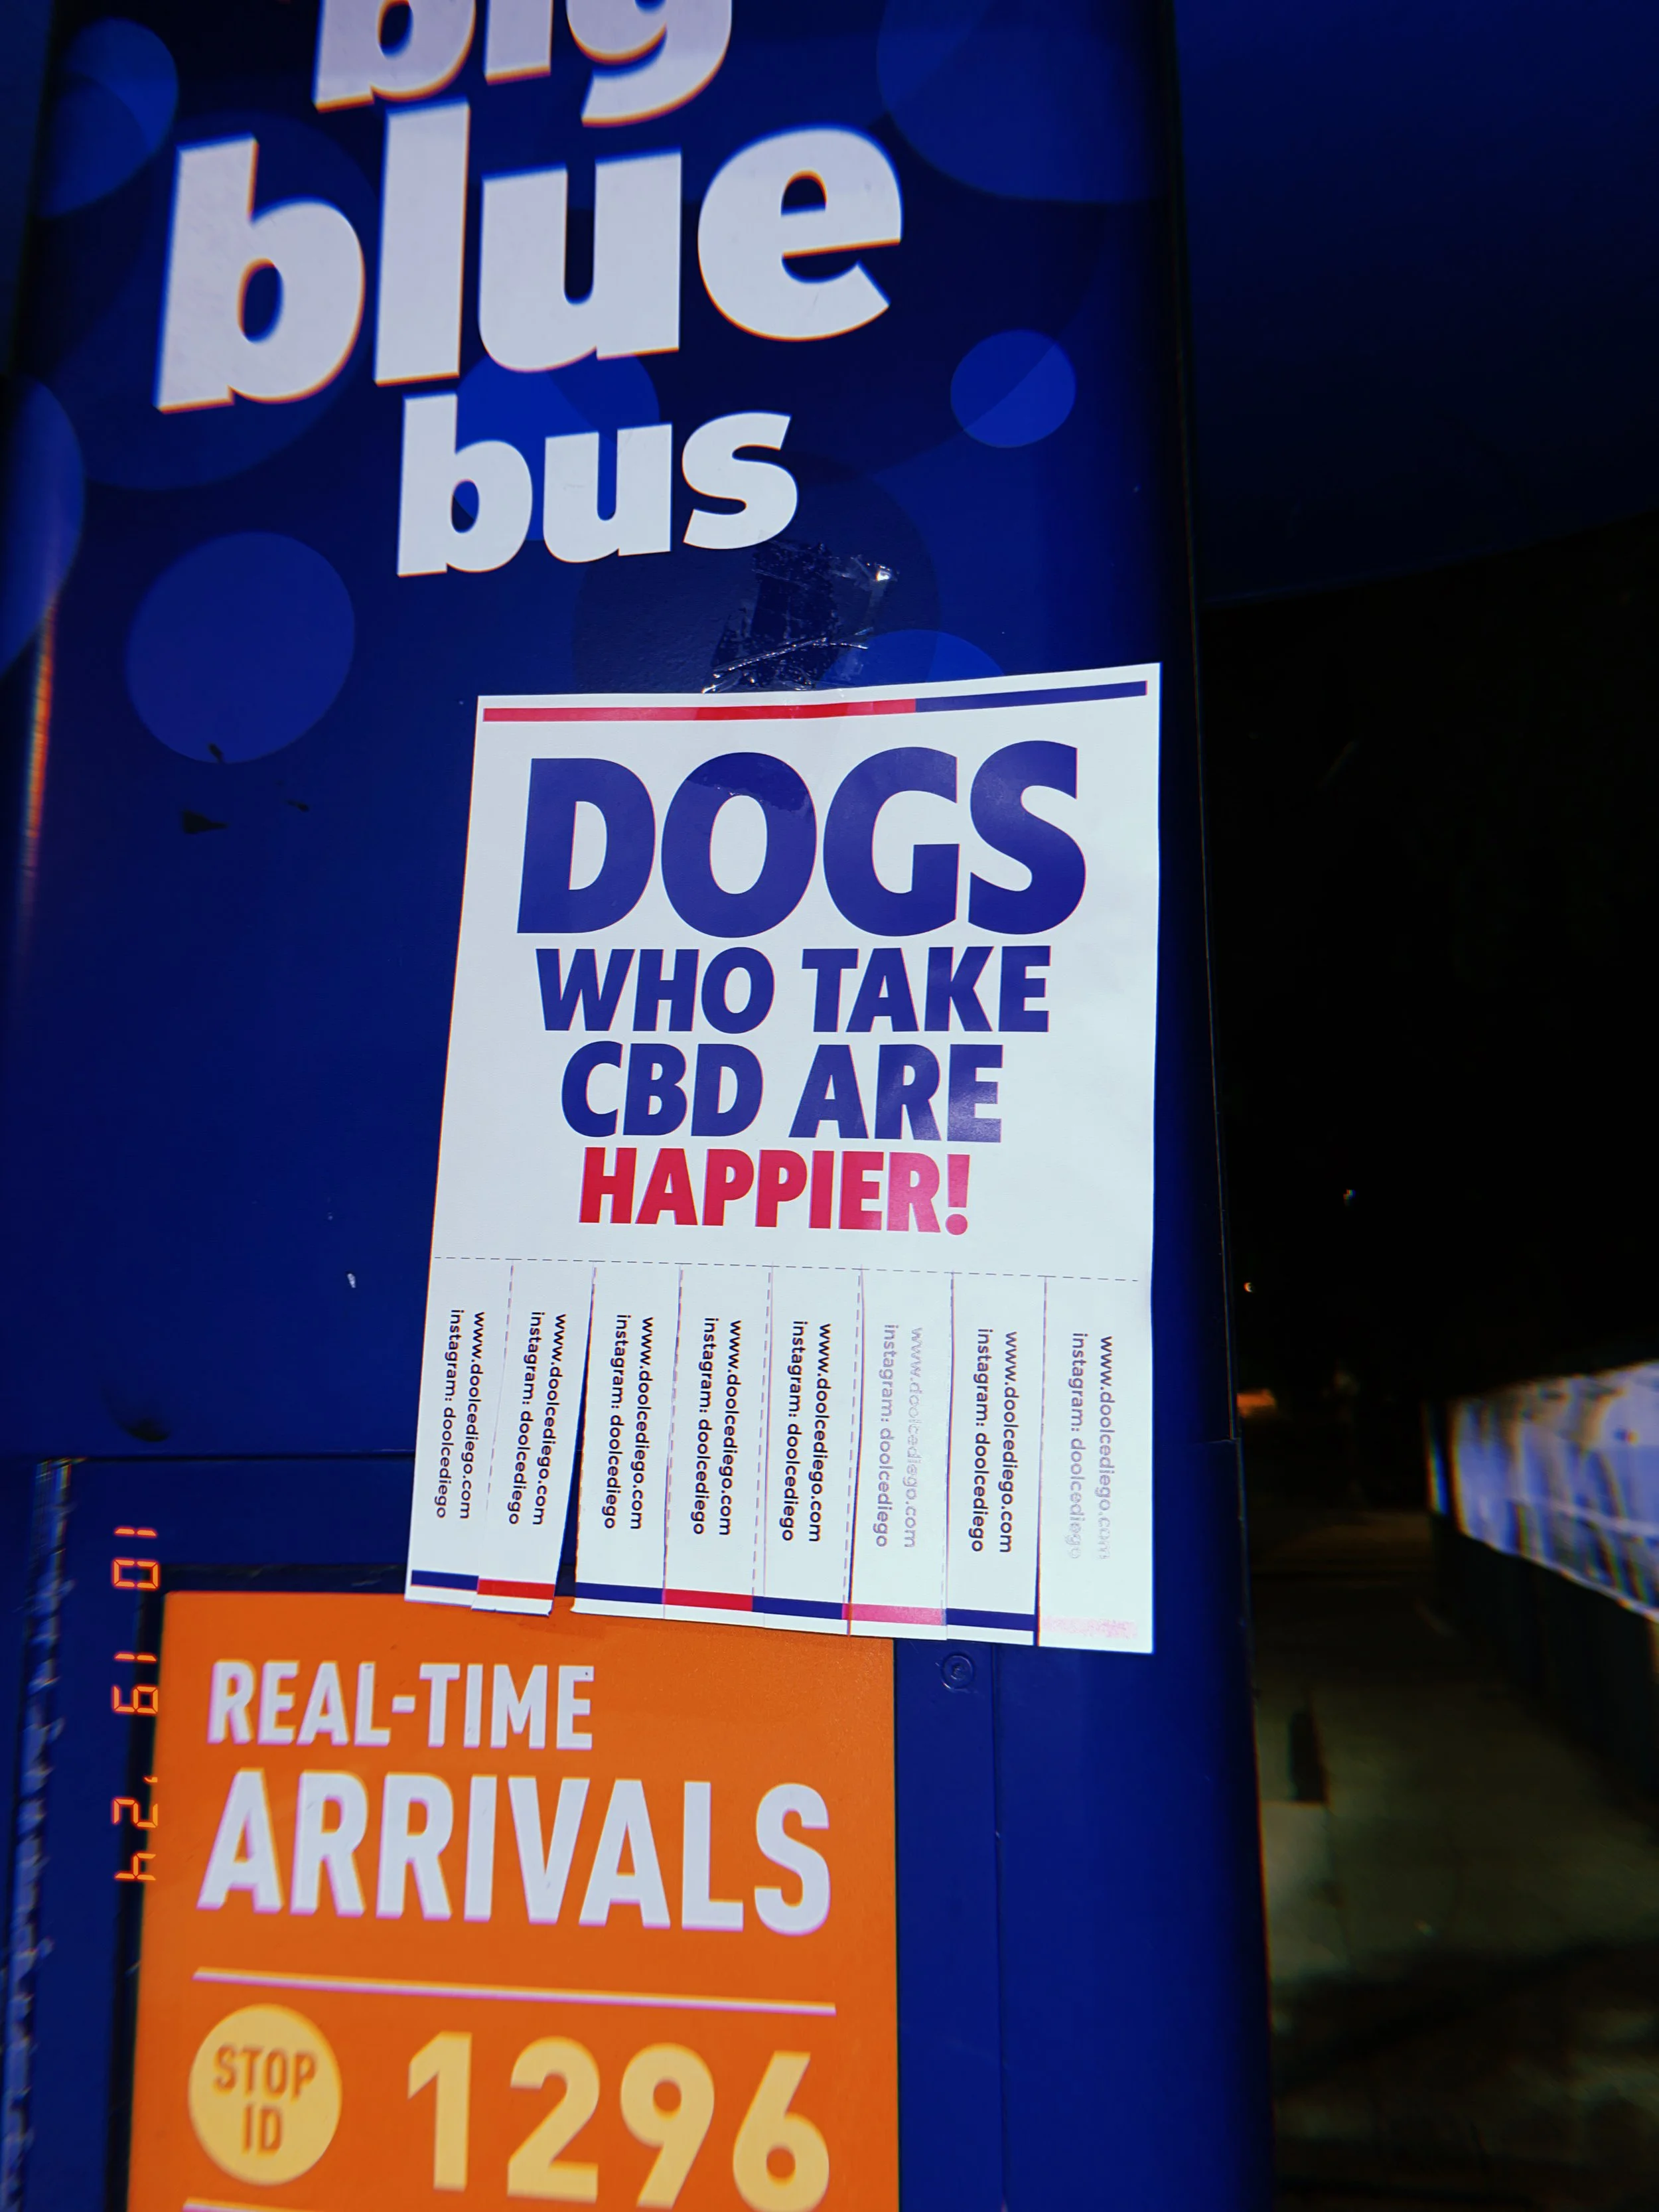 big
blue
bus
DOGS
WHO TAKE
CBD ARE
HAPPIER!
www.doolcediego.com
instagram: doolcediego
www.doolcediego.com
instagram: doolcediego
www.doolcediego.com
instagram: doolcediego
www.doolcediego.com
instagram: doolcediego
www.doolcediego.com
instagram: doolcediego
www.doolcediego.com
instagram: doolcediego
www.doolcediego.com
instagram: doolcediego
www.doolcediego.com
instagram: doolcediego
10 19 '24
REAL-TIME
ARRIVALS
STOP
ID
1296